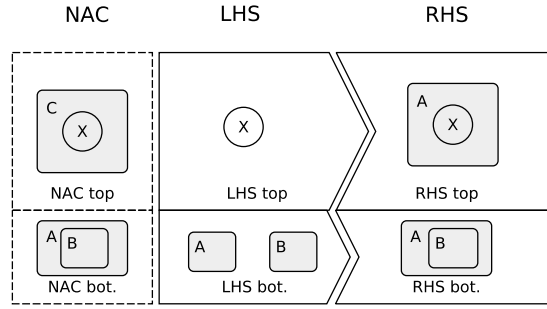 NAC LHS RHS
C X X A X
NAC top LHS top RHS top
A B A B A B
NAC bot. LHS bot. RHS bot.